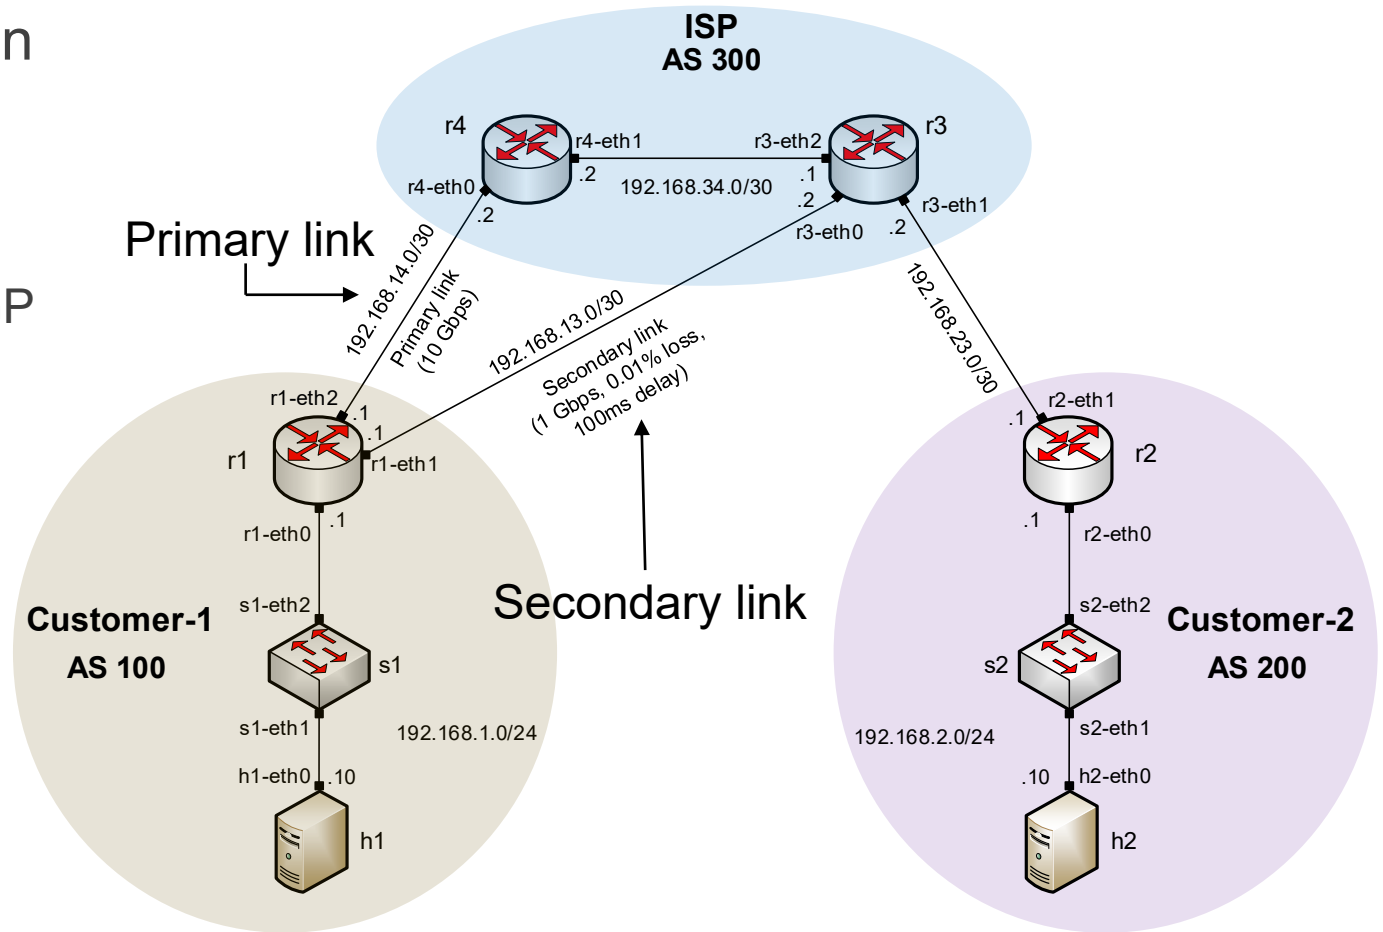 n
ISP
AS 300
r4
r3
r4-eth1
r3-eth2
.2
.1
192.168.34.0/30
r4-eth0
.2
.2
r3-eth0
r3-eth1
.2
Primary link
192.168.14.0/30
Primary link
(10 Gbps)
P
192.168.13.0/30
Secondary link
(1 Gbps, 0.01% loss,
100ms delay)
192.168.23.0/30
r1-eth2
.1
.1
r1-eth1
r1
r2-eth1
.1
r2
.1
r1-eth0
.1
r2-eth0
Secondary link
s1-eth2
s2-eth2
Customer-1
AS 100
s1
s2
Customer-2
AS 200
s1-eth1
192.168.1.0/24
192.168.2.0/24
s2-eth1
h1-eth0
.10
.10
h2-eth0
h1
h2